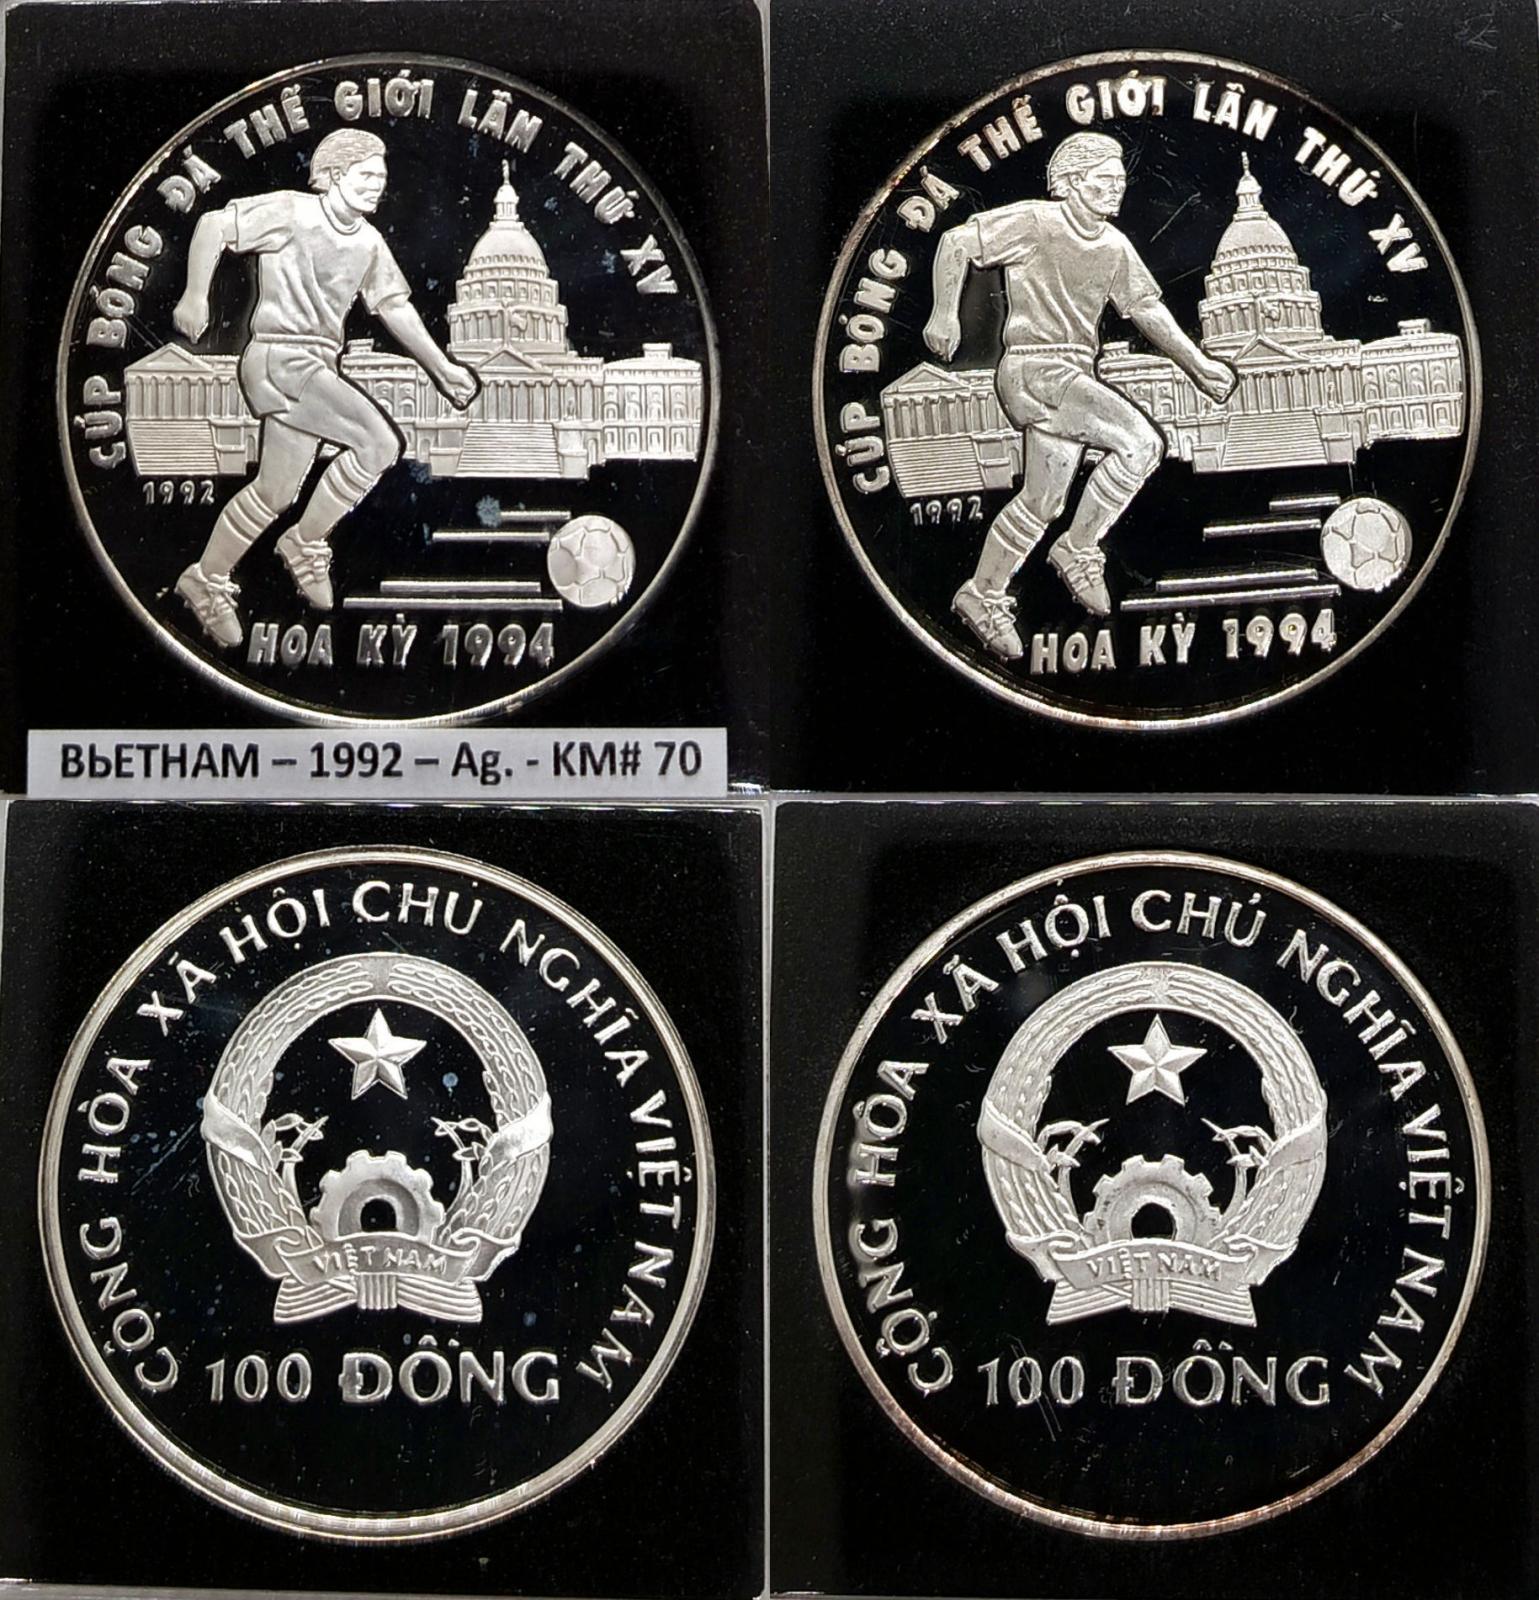 CÚP BÓNG ĐÁ THẾ GIỚI LẦN THỨ XV
1992
HOA KỲ 1994
ВЬЕТНАМ – 1992 – Ag. - KM# 70
CÚP BÓNG ĐÁ THẾ GIỚI LẦN THỨ XV
1992
HOA KỲ 1994
CỘNG HÒA XÃ HỘI CHỦ NGHĨA VIỆT NAM
VIỆT NAM
100 ĐỒNG
CỘNG HÒA XÃ HỘI CHỦ NGHĨA VIỆT NAM
VIỆT NAM
100 ĐỒNG